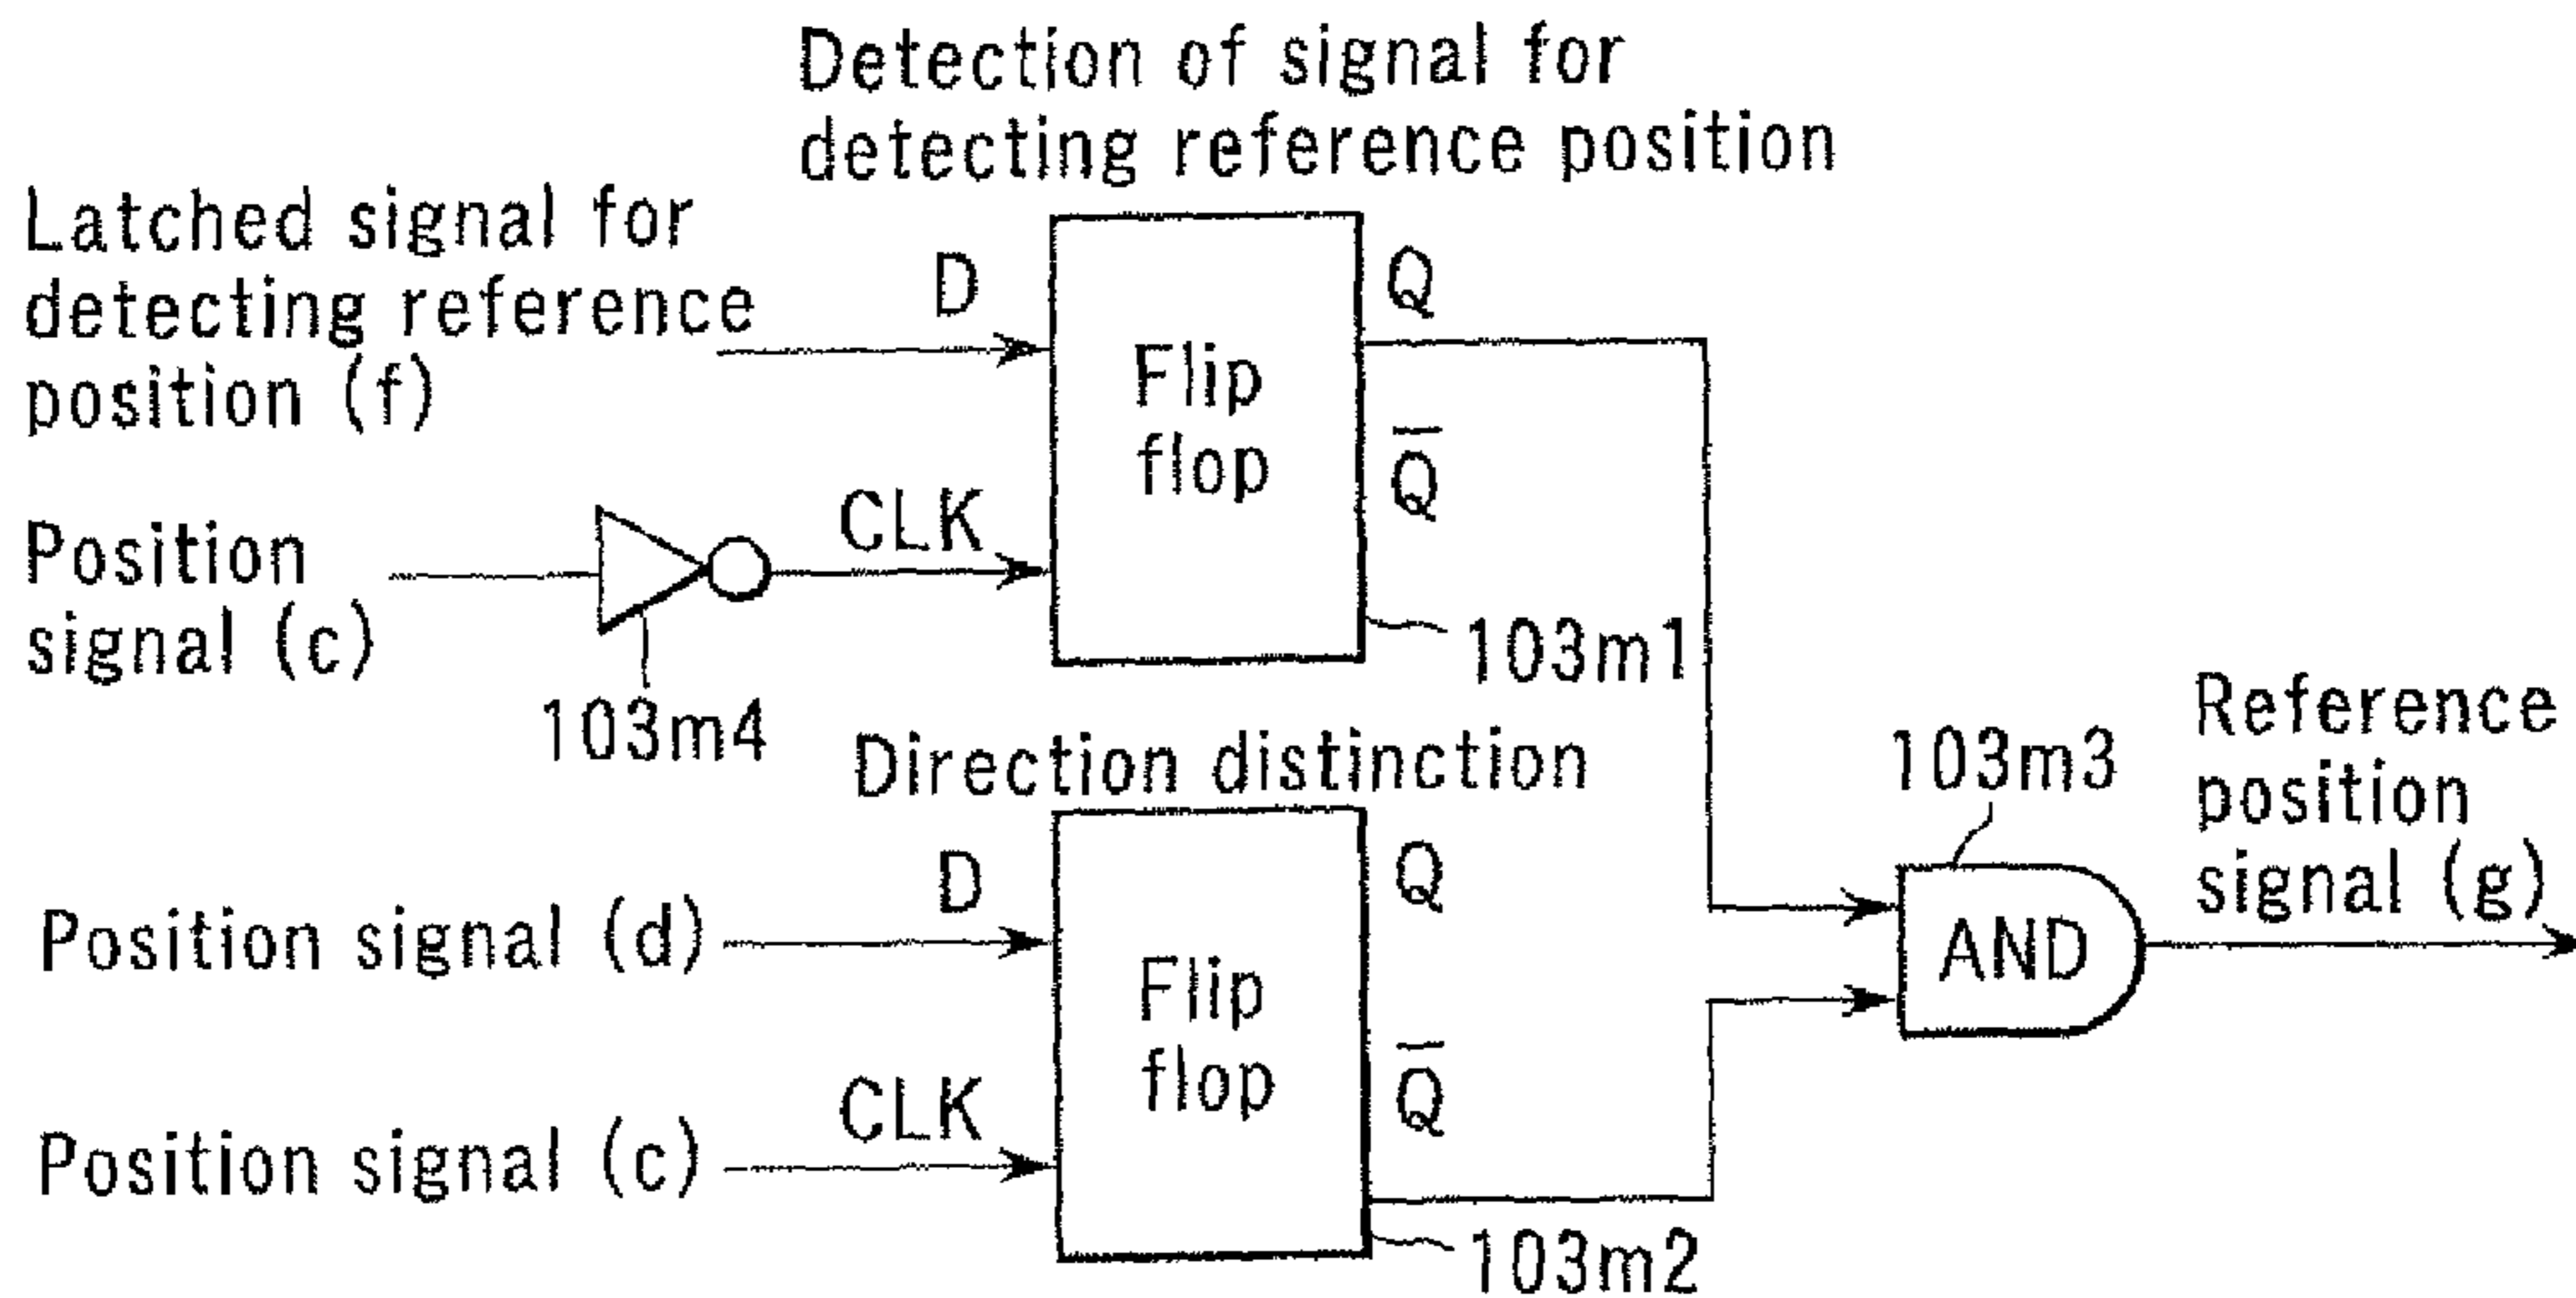 Detection of signal for
detecting reference position
Latched signal for
detecting reference
position (f)
D
Q
Flip
flop
Q̅
CLK
Position
signal (c)
103m1
103m4
Direction distinction
103m3
Reference
position
signal (g)
D
Q
Position signal (d)
AND
Flip
flop
Q̅
CLK
Position signal (c)
103m2